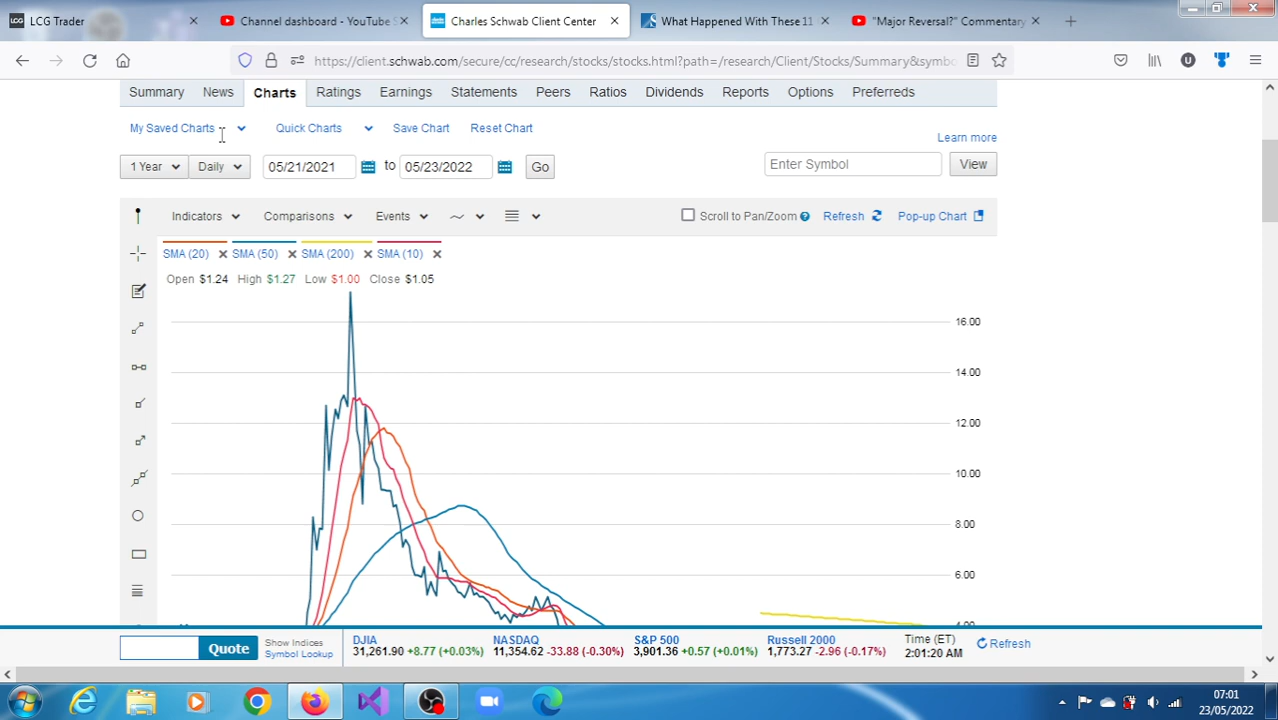 LCG Trader
Channel dashboard - YouTube S
Charles Schwab Client Center
What Happened With These 11
"Major Reversal?" Commentary
https://client.schwab.com/secure/cc/research/stocks/stocks.html?path=/research/Client/Stocks/Summary&symbo
Summary News Charts Ratings Earnings Statements Peers Ratios Dividends Reports Options Preferreds
My Saved Charts Quick Charts Save Chart Reset Chart
Learn more
1 Year Daily 05/21/2021 to 05/23/2022 Go Enter Symbol View
Indicators Comparisons Events Scroll to Pan/Zoom Refresh Pop-up Chart
SMA (20) SMA (50) SMA (200) SMA (10)
Open $1.24 High $1.27 Low $1.00 Close $1.05
16.00
14.00
12.00
10.00
8.00
6.00
4.00
Quote
Show Indices
Symbol Lookup
DJIA
31,261.90 +8.77 (+0.03%)
NASDAQ
11,354.62 -33.88 (-0.30%)
S&P 500
3,901.36 +0.57 (+0.01%)
Russell 2000
1,773.27 -2.96 (-0.17%)
Time (ET)
2:01:20 AM
Refresh
07:01
23/05/2022